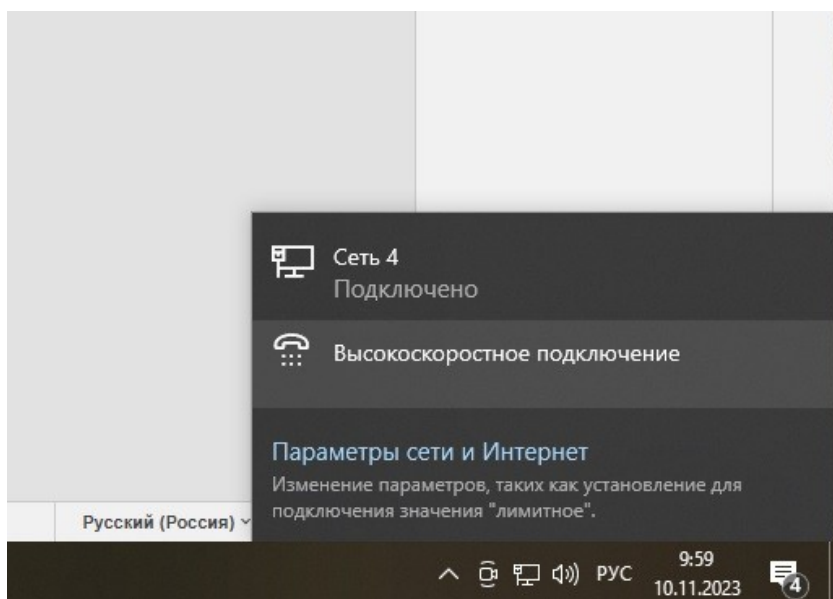 Сеть 4
Подключено
Высокоскоростное подключение
Параметры сети и Интернет
Изменение параметров, таких как установление для
подключения значения "лимитное".
Русский (Россия)
РУС
9:59
10.11.2023
4